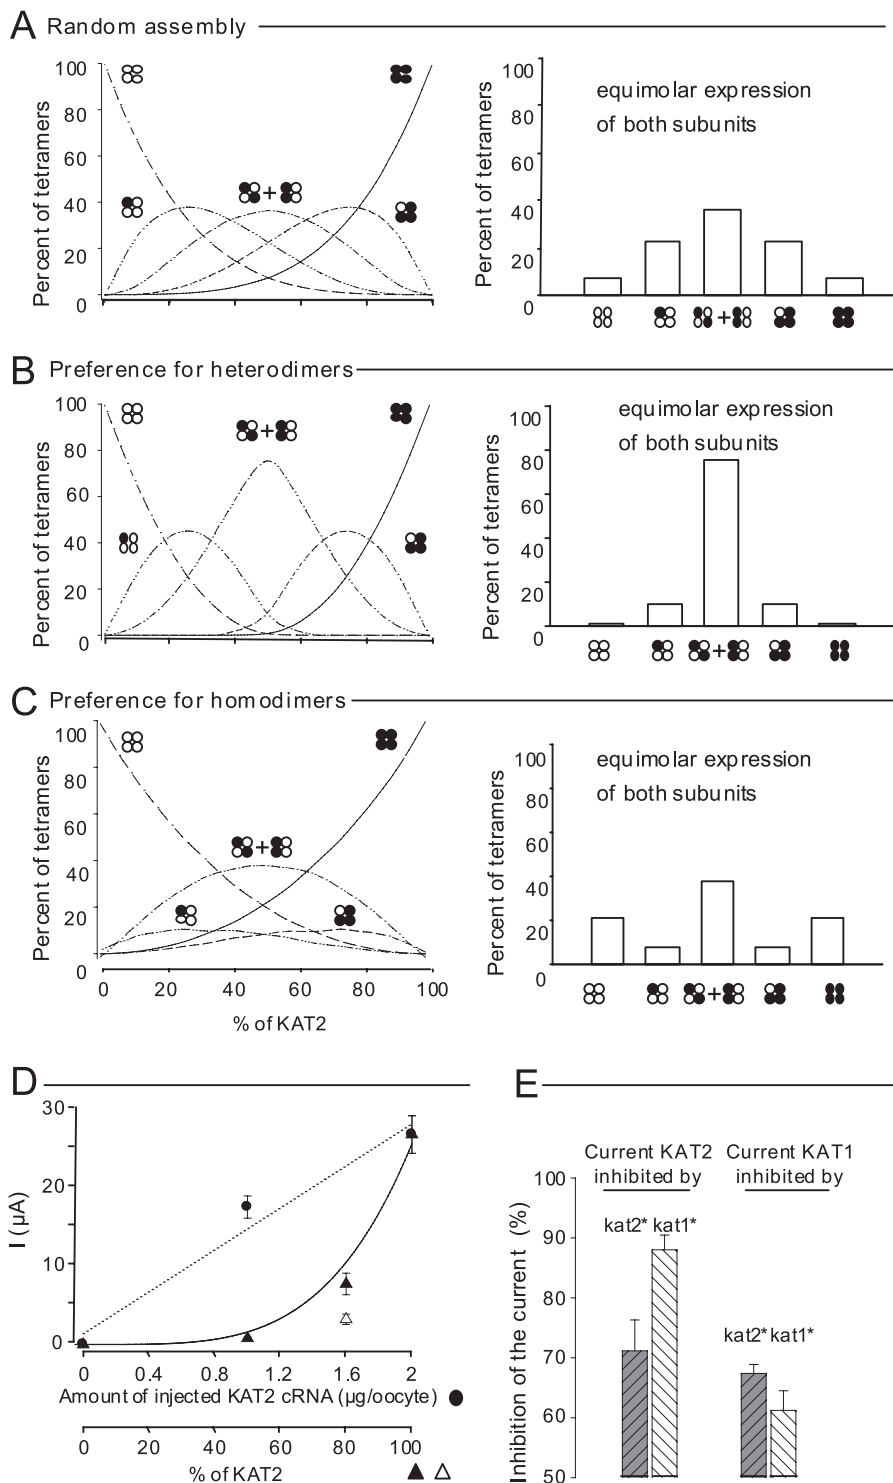 A Random assembly
Percent of tetramers
100
80
60
40
20
0
+
Percent of tetramers
100
80
60
40
20
0
equimolar expression
of both subunits
+
B Preference for heterodimers
Percent of tetramers
100
80
60
40
20
0
+
Percent of tetramers
100
80
60
40
20
0
equimolar expression
of both subunits
+
C Preference for homodimers
Percent of tetramers
100
80
60
40
20
0
+
0 20 40 60 80 100
% of KAT2
Percent of tetramers
100
80
60
40
20
0
equimolar expression
of both subunits
+
D
I (µA)
30
20
10
0
0 0.4 0.8 1.2 1.6 2
Amount of injected KAT2 cRNA (µg/oocyte)
0 20 40 60 80 100
% of KAT2
E
Inhibition of the current (%)
100
90
80
70
60
50
Current KAT2
inhibited by
kat2* kat1*
Current KAT1
inhibited by
kat2* kat1*